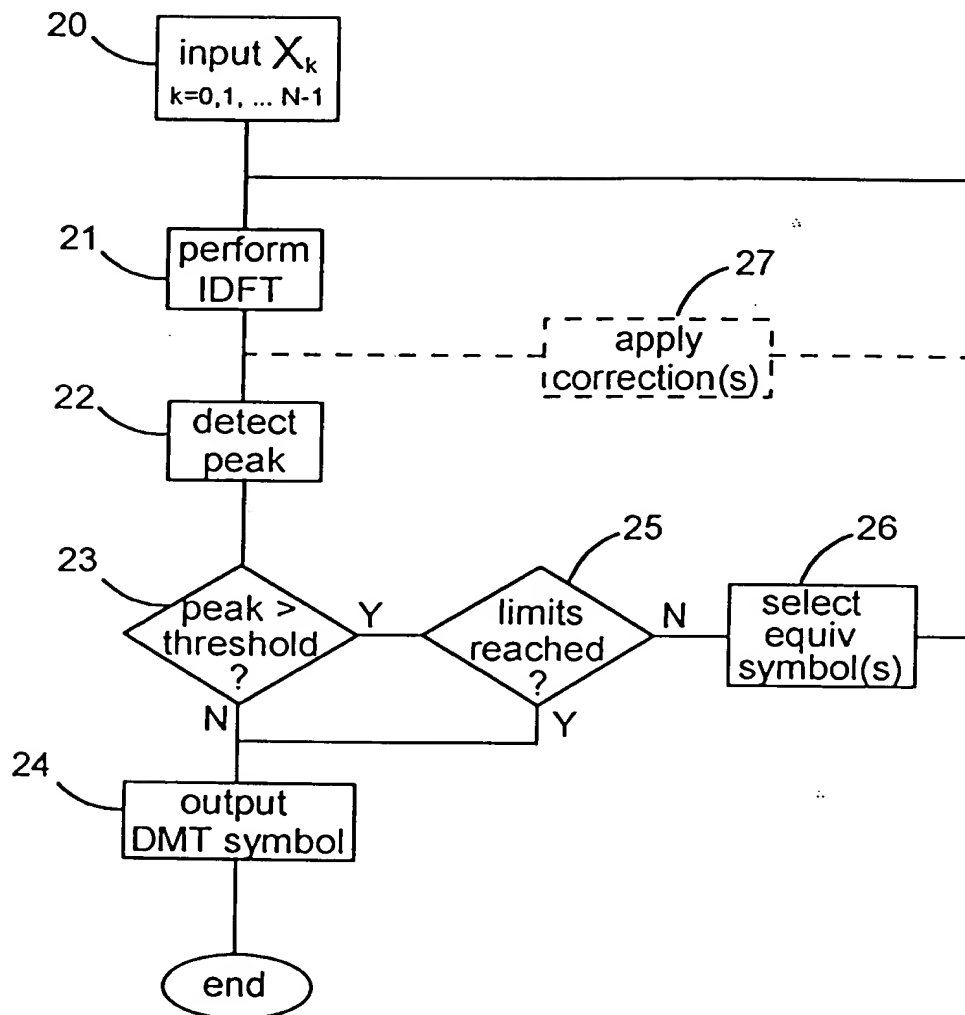 20
input Xk
k=0,1, ... N-1
21
perform
IDFT
27
apply
correction(s)
22
detect
peak
23
peak >
threshold
?
Y
N
25
limits
reached
?
N
Y
26
select
equiv
symbol(s)
24
output
DMT symbol
end